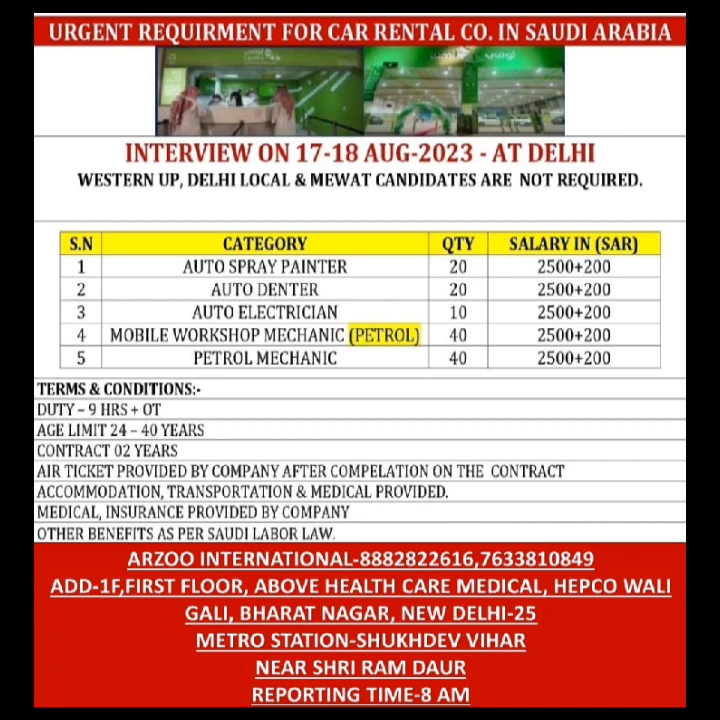 URGENT REQUIRMENT FOR CAR RENTAL CO. IN SAUDI ARABIA
INTERVIEW ON 17-18 AUG-2023 - AT DELHI
WESTERN UP, DELHI LOCAL & MEWAT CANDIDATES ARE NOT REQUIRED.
S.N CATEGORY QTY SALARY IN (SAR)
1 AUTO SPRAY PAINTER 20 2500+200
2 AUTO DENTER 20 2500+200
3 AUTO ELECTRICIAN 10 2500+200
4 MOBILE WORKSHOP MECHANIC (PETROL) 40 2500+200
5 PETROL MECHANIC 40 2500+200
TERMS & CONDITIONS:-
DUTY – 9 HRS + OT
AGE LIMIT 24 – 40 YEARS
CONTRACT 02 YEARS
AIR TICKET PROVIDED BY COMPANY AFTER COMPELATION ON THE CONTRACT
ACCOMMODATION, TRANSPORTATION & MEDICAL PROVIDED.
MEDICAL, INSURANCE PROVIDED BY COMPANY
OTHER BENEFITS AS PER SAUDI LABOR LAW.
ARZOO INTERNATIONAL-8882822616,7633810849
ADD-1F,FIRST FLOOR, ABOVE HEALTH CARE MEDICAL, HEPCO WALI
GALI, BHARAT NAGAR, NEW DELHI-25
METRO STATION-SHUKHDEV VIHAR
NEAR SHRI RAM DAUR
REPORTING TIME-8 AM